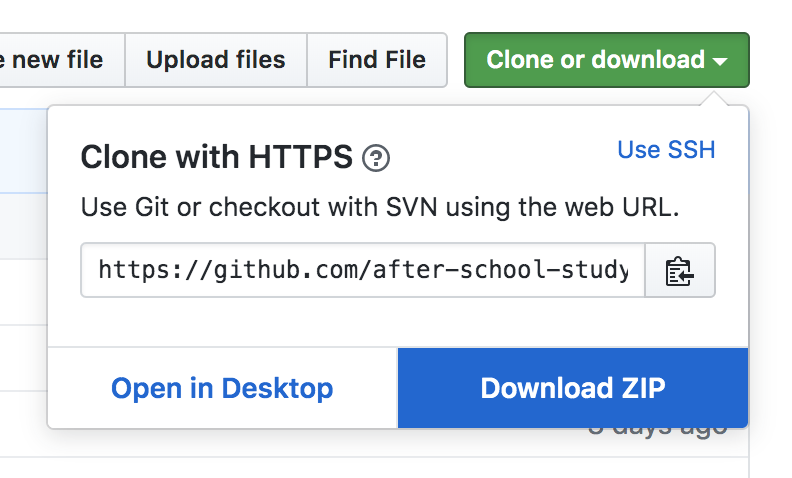 new file
Upload files
Find File
Clone or download
Clone with HTTPS
Use SSH
Use Git or checkout with SVN using the web URL.
https://github.com/after-school-study
Open in Desktop
Download ZIP
days ago